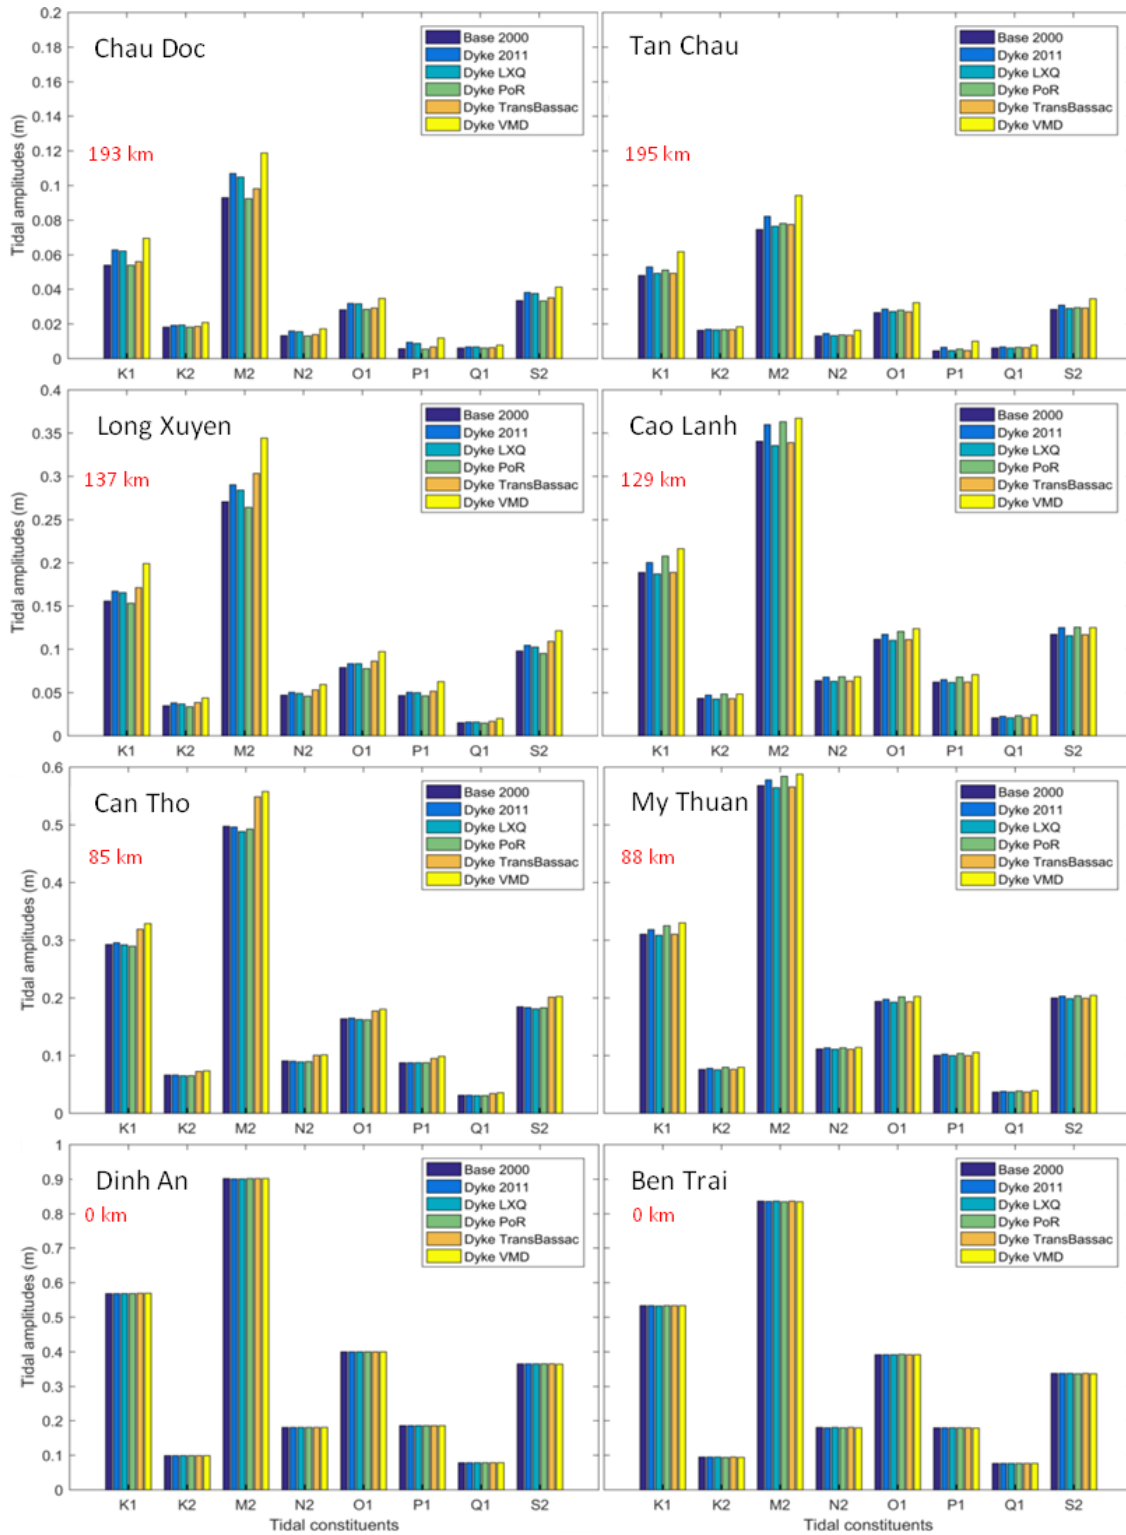 Chau Doc
193 km
Tidal amplitudes (m)
0.2
0.18
0.16
0.14
0.12
0.1
0.08
0.06
0.04
0.02
0
Base 2000
Dyke 2011
Dyke LXQ
Dyke PoR
Dyke TransBassac
Dyke VMD
K1 K2 M2 N2 O1 P1 Q1 S2
Tan Chau
195 km
Base 2000
Dyke 2011
Dyke LXQ
Dyke PoR
Dyke TransBassac
Dyke VMD
K1 K2 M2 N2 O1 P1 Q1 S2
Long Xuyen
137 km
Tidal amplitudes (m)
0.4
0.35
0.3
0.25
0.2
0.15
0.1
0.05
0
Base 2000
Dyke 2011
Dyke LXQ
Dyke PoR
Dyke TransBassac
Dyke VMD
K1 K2 M2 N2 O1 P1 Q1 S2
Cao Lanh
129 km
Base 2000
Dyke 2011
Dyke LXQ
Dyke PoR
Dyke TransBassac
Dyke VMD
K1 K2 M2 N2 O1 P1 Q1 S2
Can Tho
85 km
Tidal amplitudes (m)
0.6
0.5
0.4
0.3
0.2
0.1
0
Base 2000
Dyke 2011
Dyke LXQ
Dyke PoR
Dyke TransBassac
Dyke VMD
K1 K2 M2 N2 O1 P1 Q1 S2
My Thuan
88 km
Base 2000
Dyke 2011
Dyke LXQ
Dyke PoR
Dyke TransBassac
Dyke VMD
K1 K2 M2 N2 O1 P1 Q1 S2
Dinh An
0 km
Tidal amplitudes (m)
1
0.9
0.8
0.7
0.6
0.5
0.4
0.3
0.2
0.1
0
Base 2000
Dyke 2011
Dyke LXQ
Dyke PoR
Dyke TransBassac
Dyke VMD
K1 K2 M2 N2 O1 P1 Q1 S2
Tidal constituents
Ben Trai
0 km
Base 2000
Dyke 2011
Dyke LXQ
Dyke PoR
Dyke TransBassac
Dyke VMD
K1 K2 M2 N2 O1 P1 Q1 S2
Tidal constituents